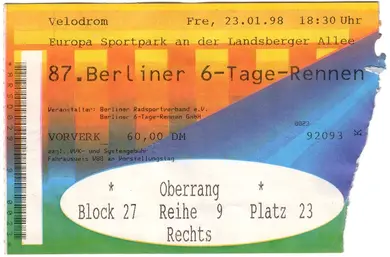 Velodrom Fre, 23.01.98 18:30 Uhr
Europa Sportpark an der Landsberger Allee
87.Berliner 6-Tage-Rennen
Veranstalter: Berliner Radsportverband e.V.
Berliner 6-Tage-Rennen GmbH
VORVERK 60,00 DM 92093 K
zzgl. VVK- und Systemgebühr
Fahrausweis VBB am Vorstellungstag
* Oberrang *
Block 27 Reihe 9 Platz 23
Rechts